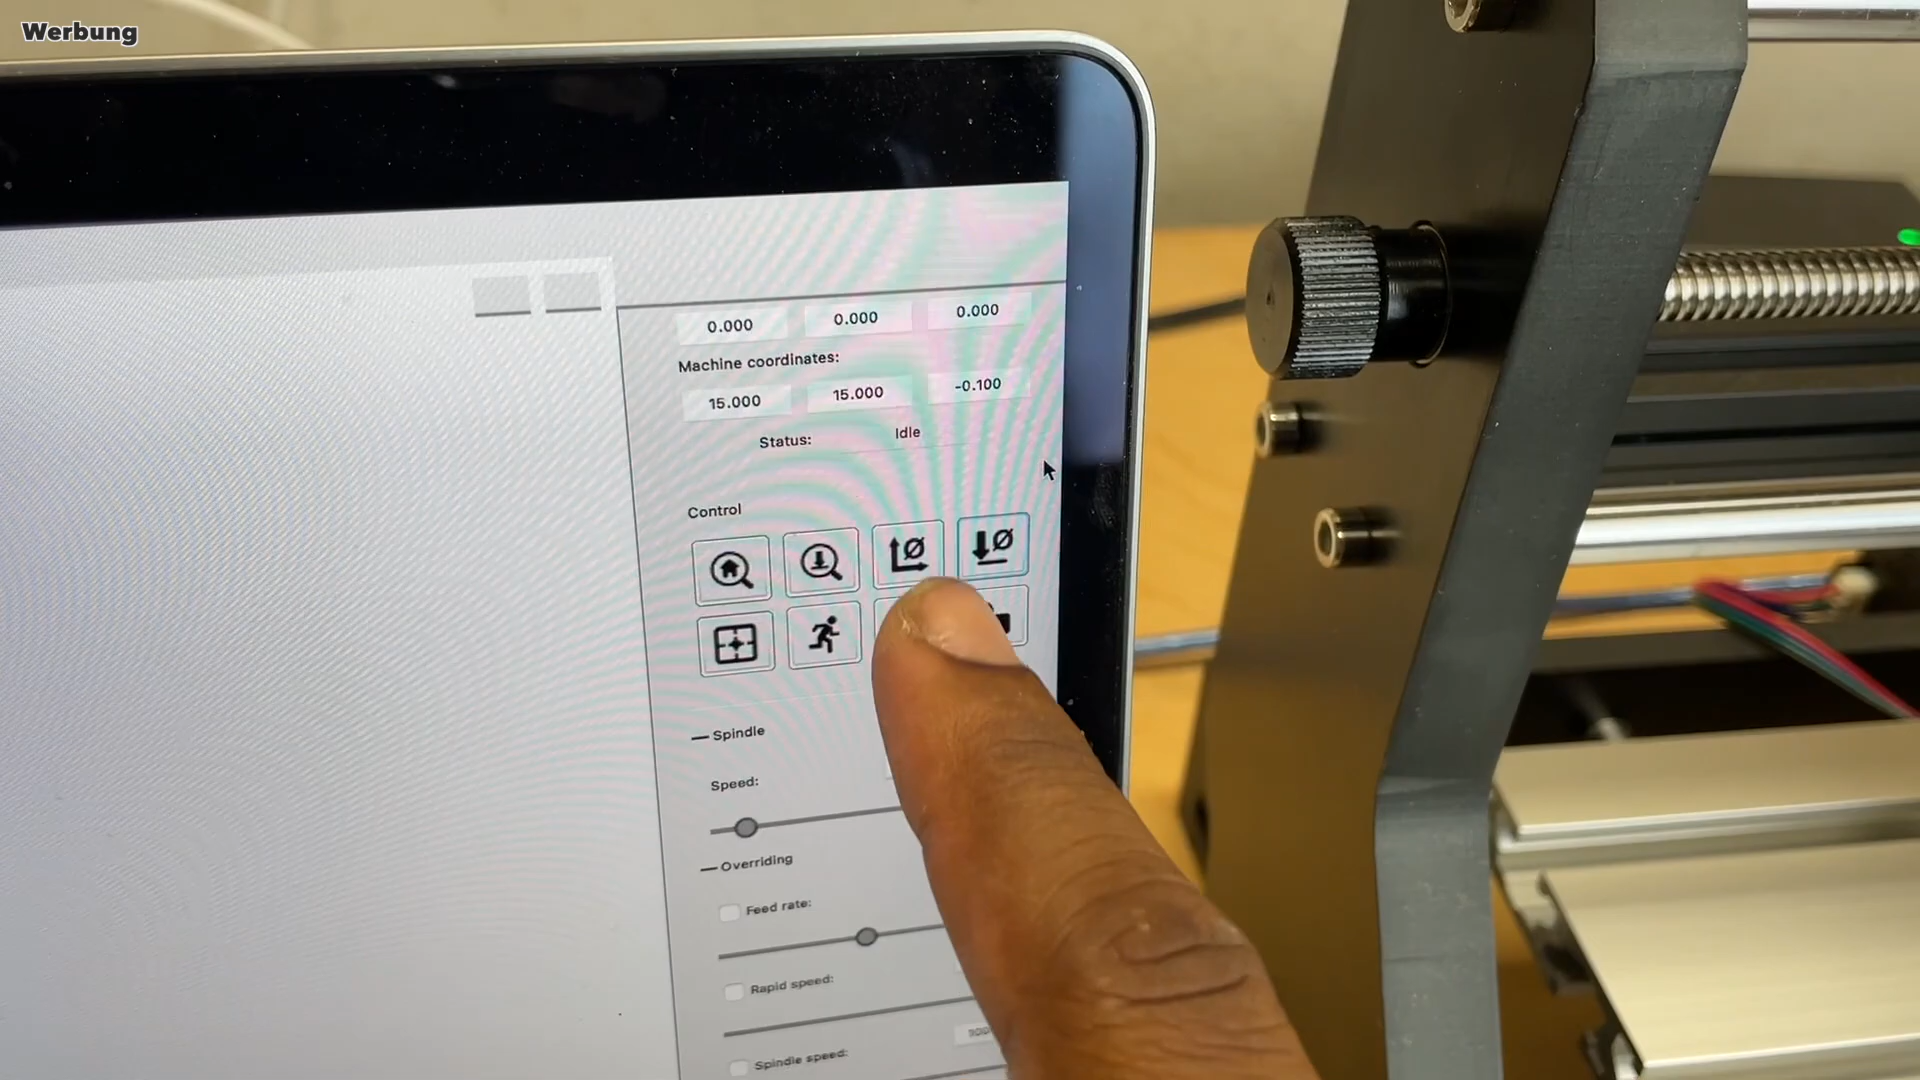 Werbung
0.000 0.000 0.000
Machine coordinates:
15.000 15.000 -0.100
Status: Idle
Control
Spindle
Speed:
Overriding
Feed rate:
Rapid speed:
Spindle speed: